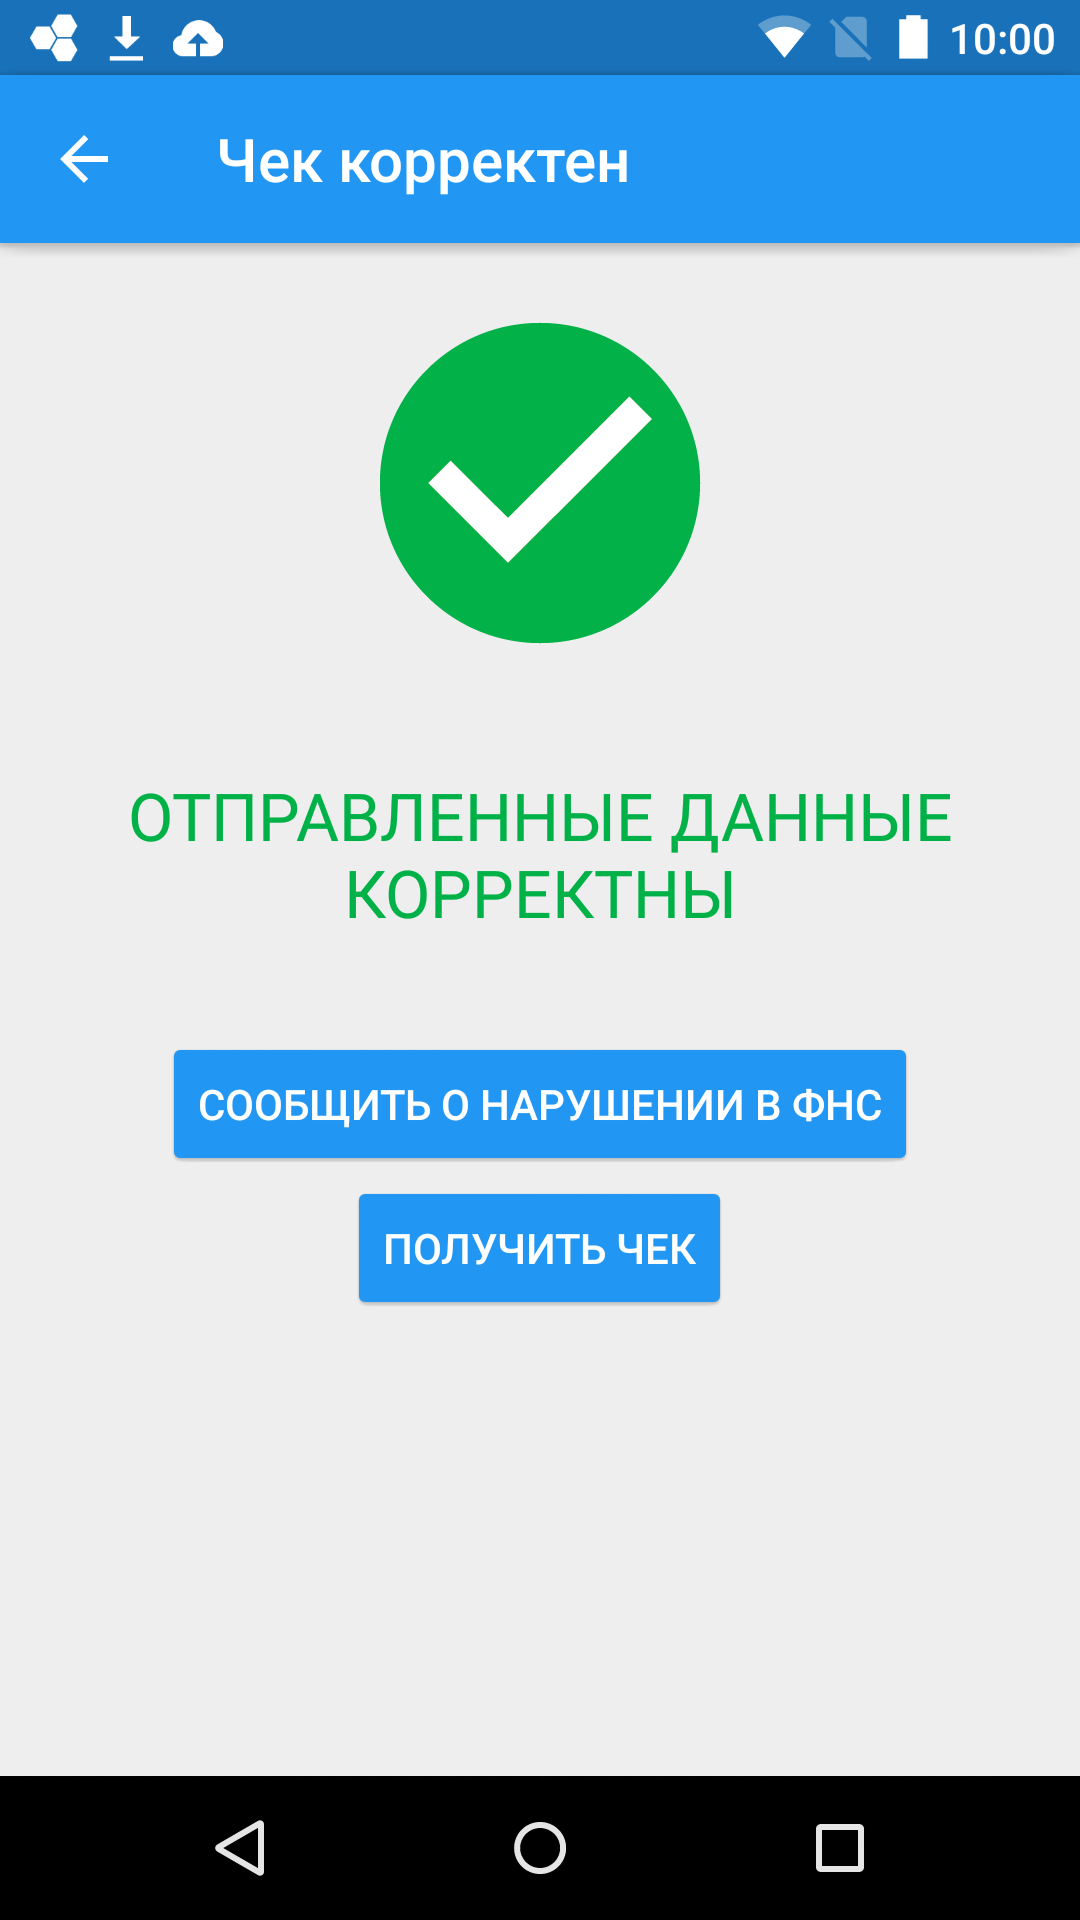 10:00
Чек корректен
ОТПРАВЛЕННЫЕ ДАННЫЕ
КОРРЕКТНЫ
СООБЩИТЬ О НАРУШЕНИИ В ФНС
ПОЛУЧИТЬ ЧЕК